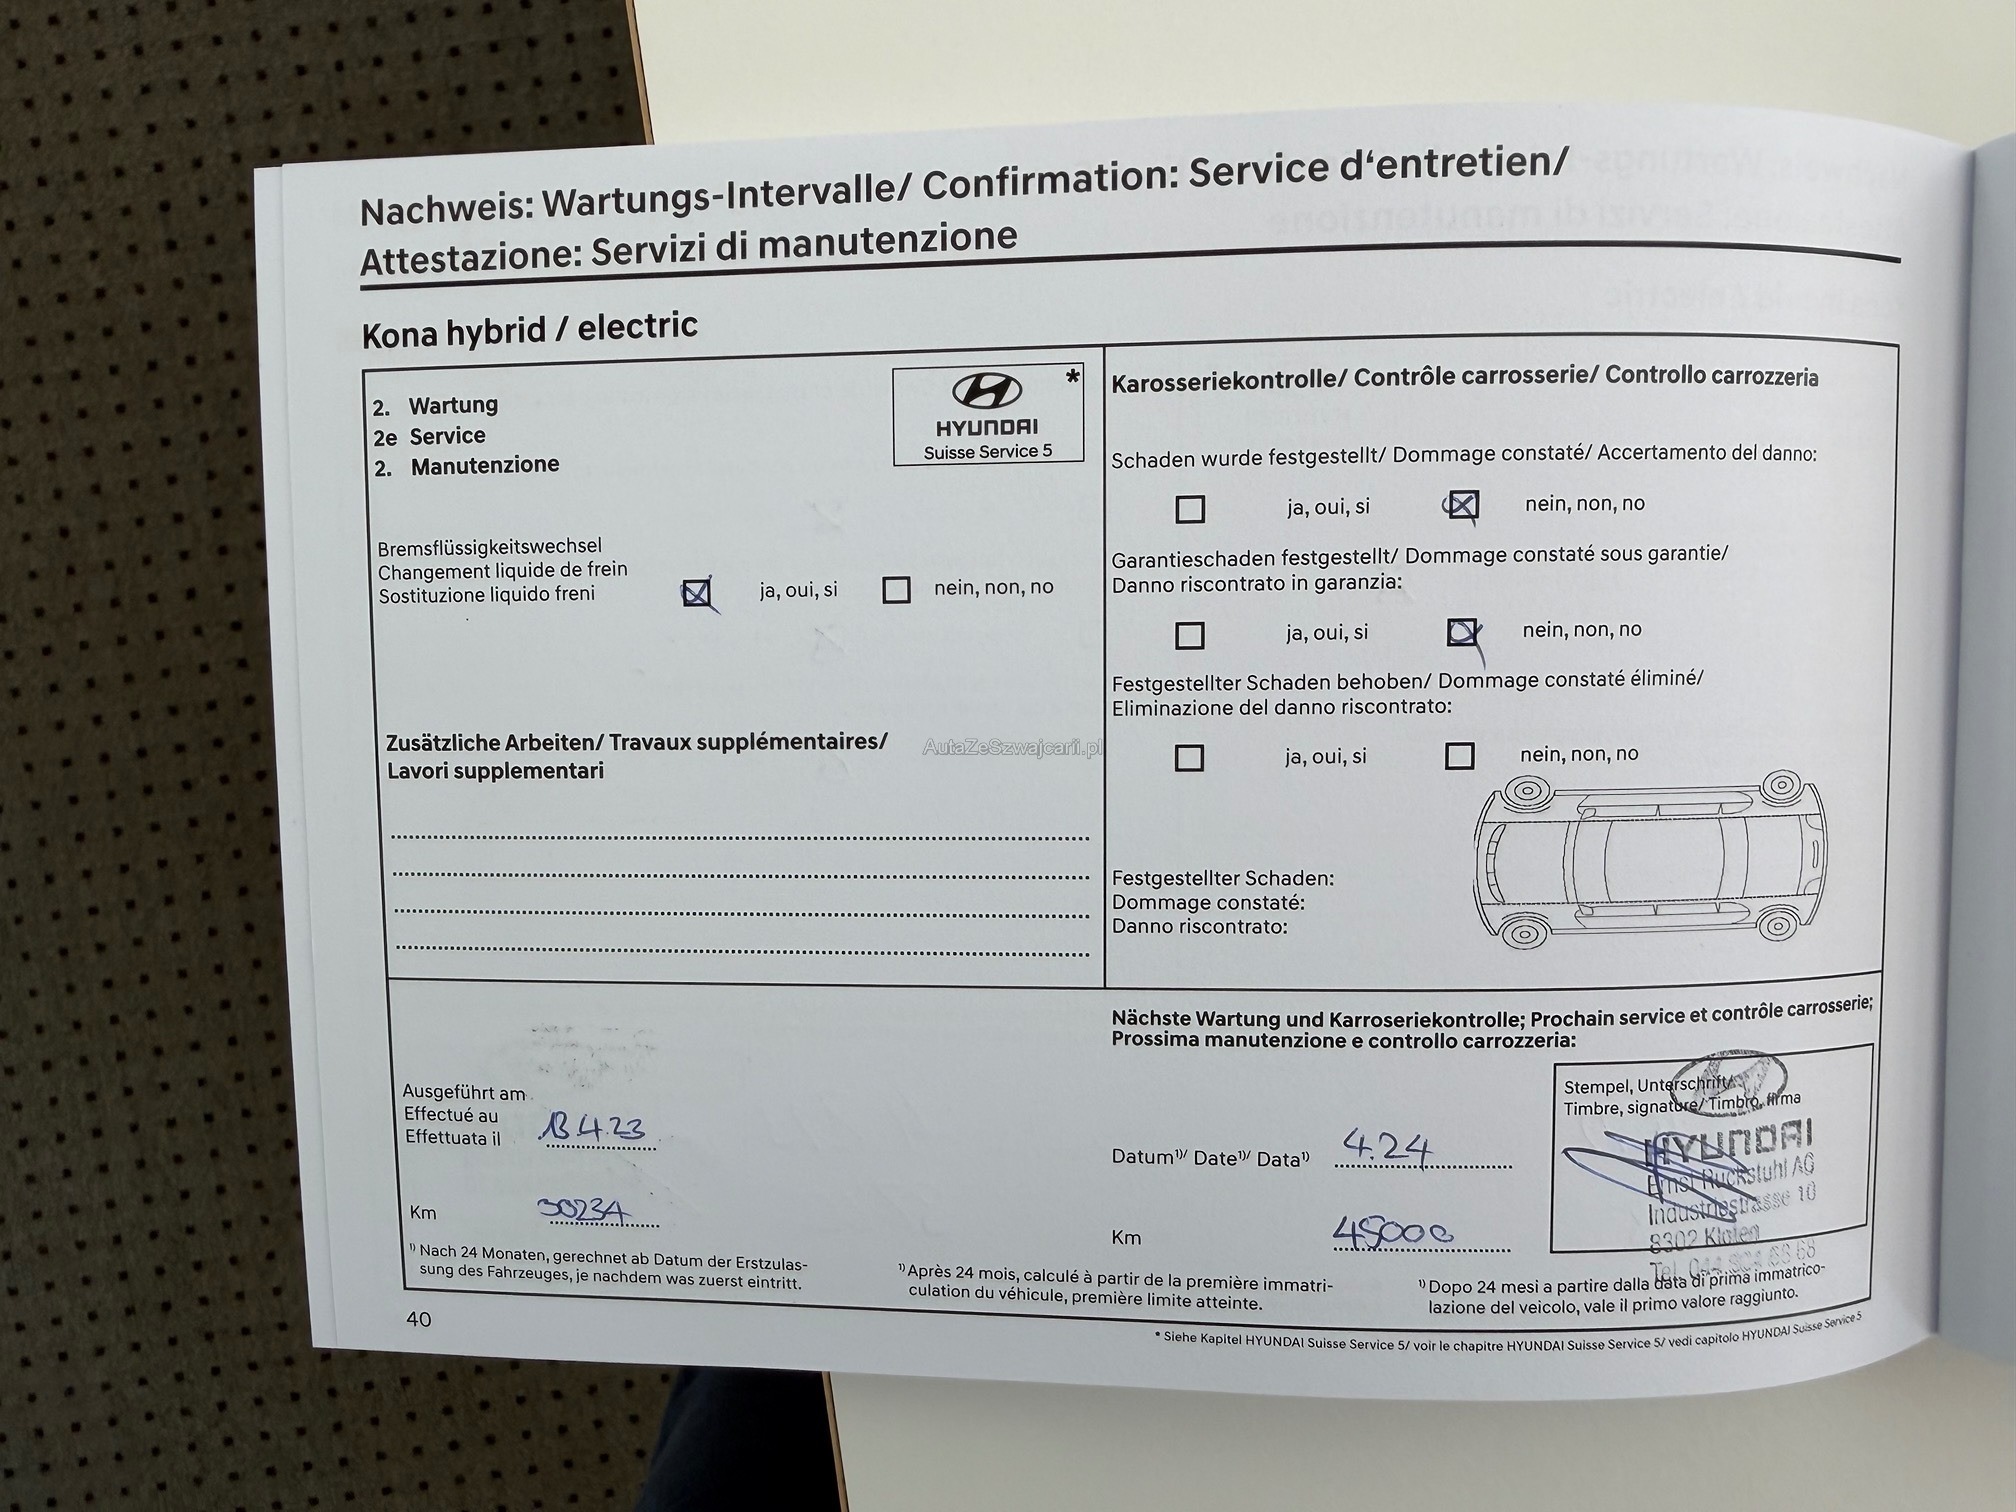 Nachweis: Wartungs-Intervalle/ Confirmation: Service d‘entretien/
Attestazione: Servizi di manutenzione
Kona hybrid / electric
2. Wartung
2e Service
2. Manutenzione
*
HYUNDAI
Suisse Service 5
Bremsflüssigkeitswechsel
Changement liquide de frein
Sostituzione liquido freni
ja, oui, si
nein, non, no
Zusätzliche Arbeiten/ Travaux supplémentaires/
Lavori supplementari
AutaZeSzwajcarii.pl
Karosseriekontrolle/ Contrôle carrosserie/ Controllo carrozzeria
Schaden wurde festgestellt/ Dommage constaté/ Accertamento del danno:
ja, oui, si
nein, non, no
Garantieschaden festgestellt/ Dommage constaté sous garantie/
Danno riscontrato in garanzia:
ja, oui, si
nein, non, no
Festgestellter Schaden behoben/ Dommage constaté éliminé/
Eliminazione del danno riscontrato:
ja, oui, si
nein, non, no
Festgestellter Schaden:
Dommage constaté:
Danno riscontrato:
Ausgeführt am
Effectué au
Effettuata il
13 4.23
Km
¹⁾ Nach 24 Monaten, gerechnet ab Datum der Erstzulas-
sung des Fahrzeuges, je nachdem was zuerst eintritt.
Nächste Wartung und Karroseriekontrolle; Prochain service et contrôle carrosserie;
Prossima manutenzione e controllo carrozzeria:
Datum¹⁾/ Date¹⁾/ Data¹⁾
4.24
Km
45000
Stempel, Unterschrift/
Timbre, signature/ Timbro, firma
HYUNDAI
Ernst Ruckstuhl AG
Industriestrasse 10
8302 Kloten
¹⁾ Après 24 mois, calculé à partir de la première immatri-
culation du véhicule, première limite atteinte.
¹⁾ Dopo 24 mesi a partire dalla data di prima immatrico-
lazione del veicolo, vale il primo valore raggiunto.
40
* Siehe Kapitel HYUNDAI Suisse Service 5/ voir le chapitre HYUNDAI Suisse Service 5/ vedi capitolo HYUNDAI Suisse Service 5